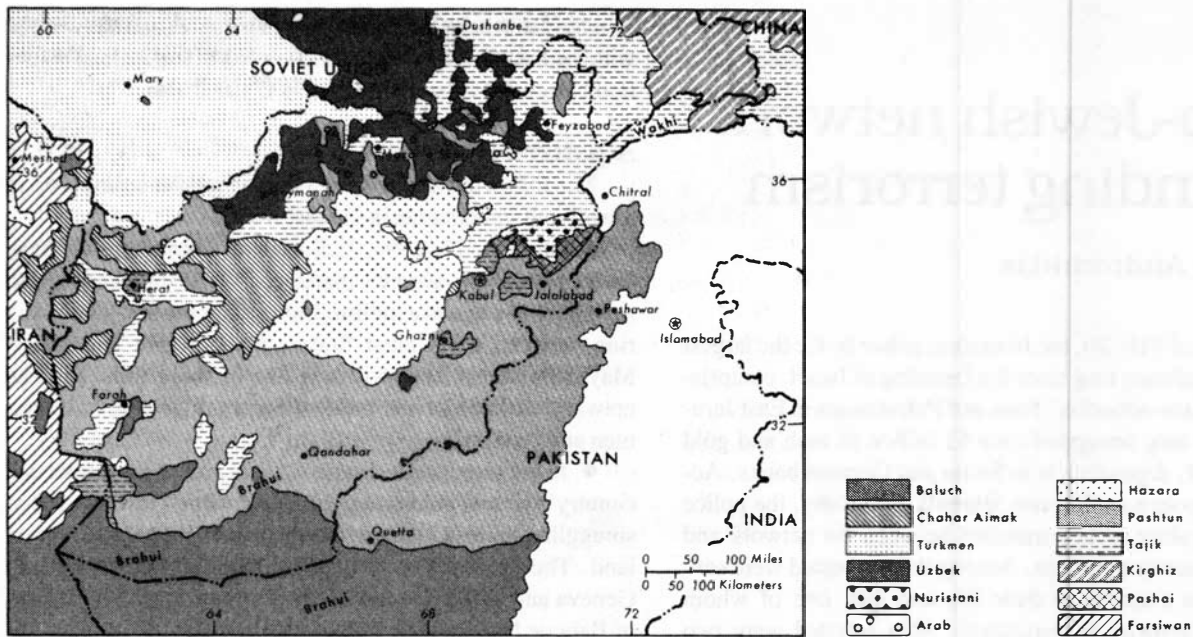 60
64
72
Dushanbe
CHINA
SOVIET UNION
Mary
Feyzabad
Wakhi
Meshed
36
36
Chitral
Herat
Kabul
Jalalabad
Peshawar
IRAN
Ghazni
Islamabad
Farah
32
Qandahar
PAKISTAN
Brahui
INDIA
Quetta
Brahui
Brahui
64
68
72
0 50 100 Miles
0 50 100 Kilometers
Baluch
Chahar Aimak
Turkmen
Uzbek
Nuristani
Arab
Hazara
Pashtun
Tajik
Kirghiz
Pashai
Farsiwan